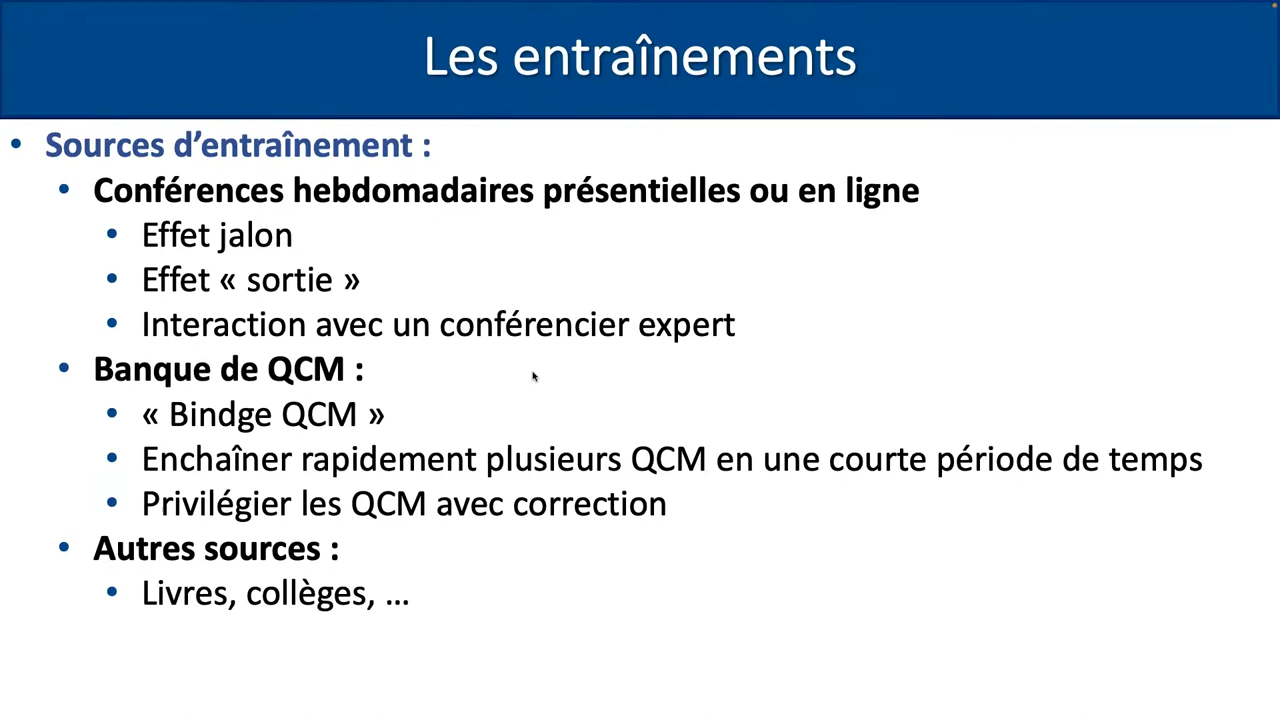 Les entraînements
• Sources d’entraînement :
• Conférences hebdomadaires présentielles ou en ligne
• Effet jalon
• Effet « sortie »
• Interaction avec un conférencier expert
• Banque de QCM :
• « Bindge QCM »
• Enchaîner rapidement plusieurs QCM en une courte période de temps
• Privilégier les QCM avec correction
• Autres sources :
• Livres, collèges, …